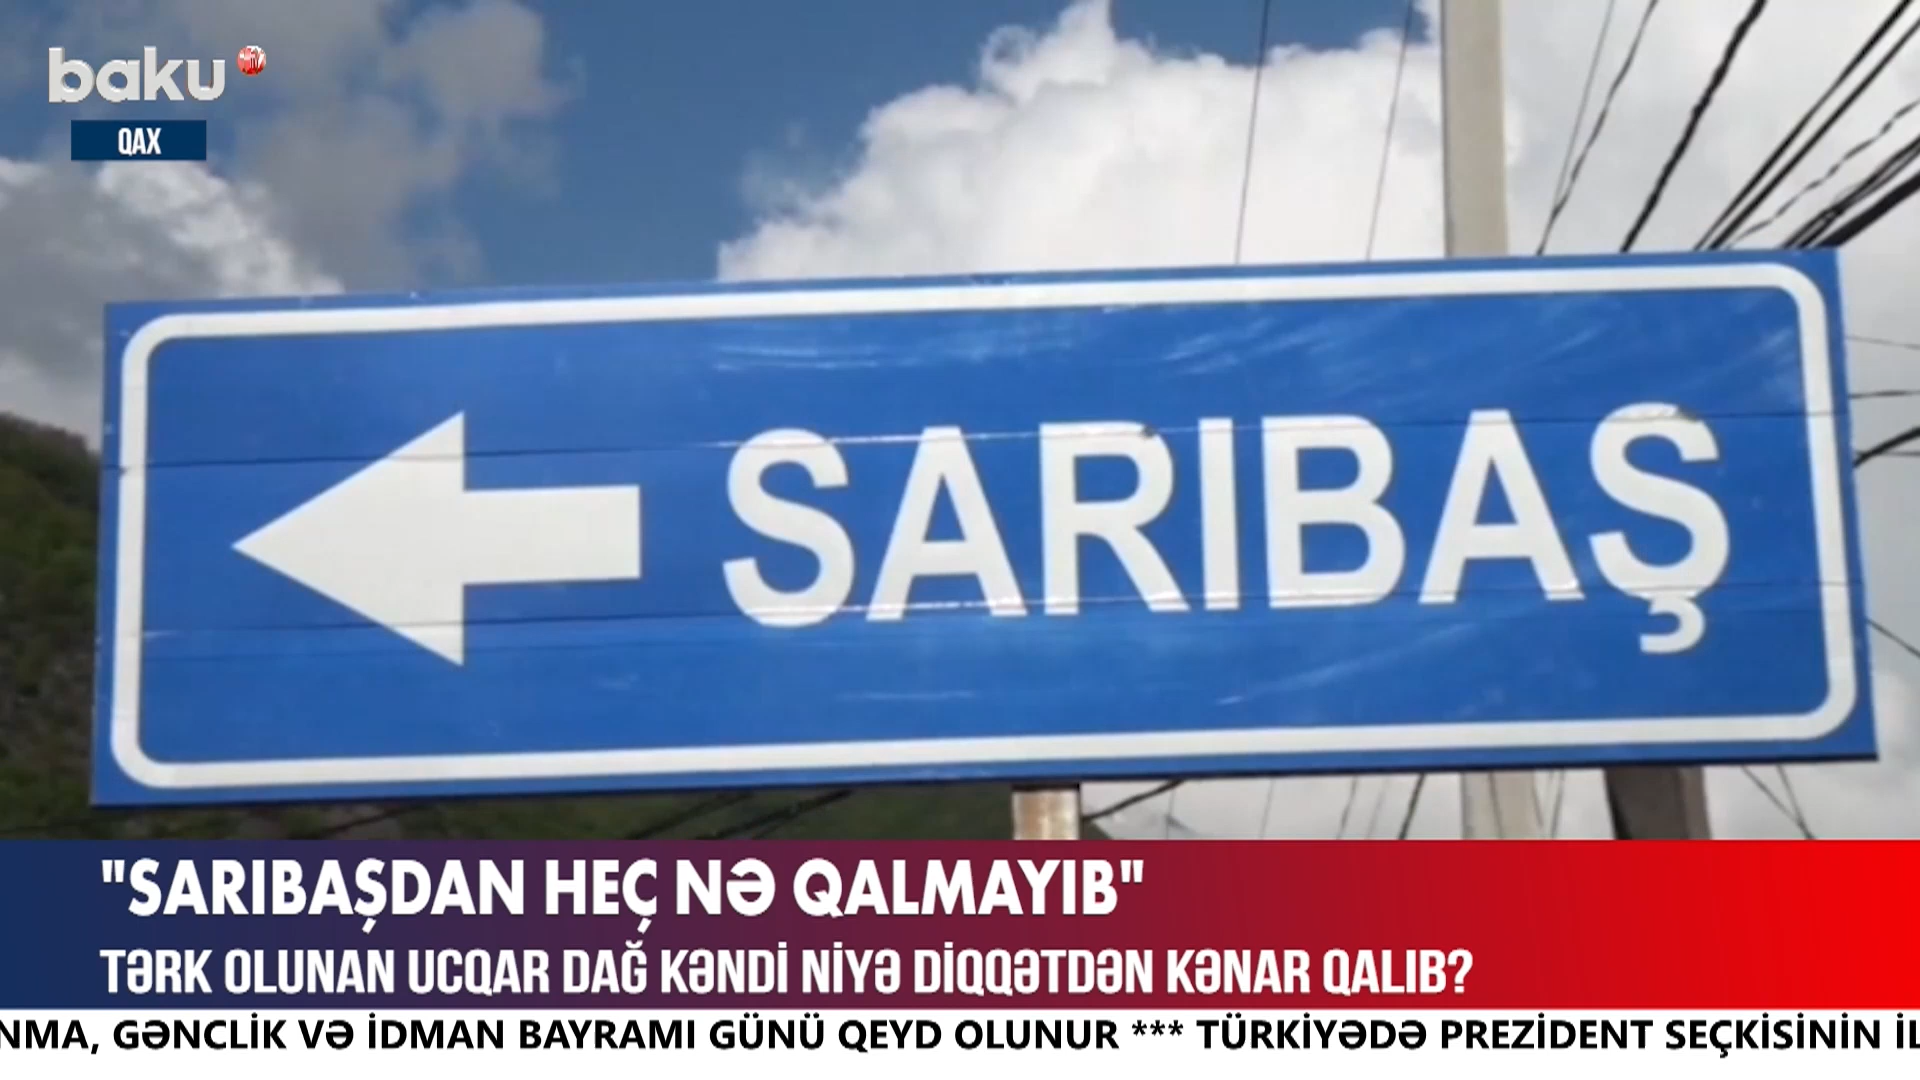 baku TV
QAX
SARIBAŞ
"SARIBAŞDAN HEÇ NƏ QALMAYIB"
TƏRK OLUNAN UCQAR DAĞ KƏNDİ NİYƏ DİQQƏTDƏN KƏNAR QALIB?
NMA, GƏNCLİK VƏ İDMAN BAYRAMI GÜNÜ QEYD OLUNUR *** TÜRKİYƏDƏ PREZİDENT SEÇKİSİNİN İL